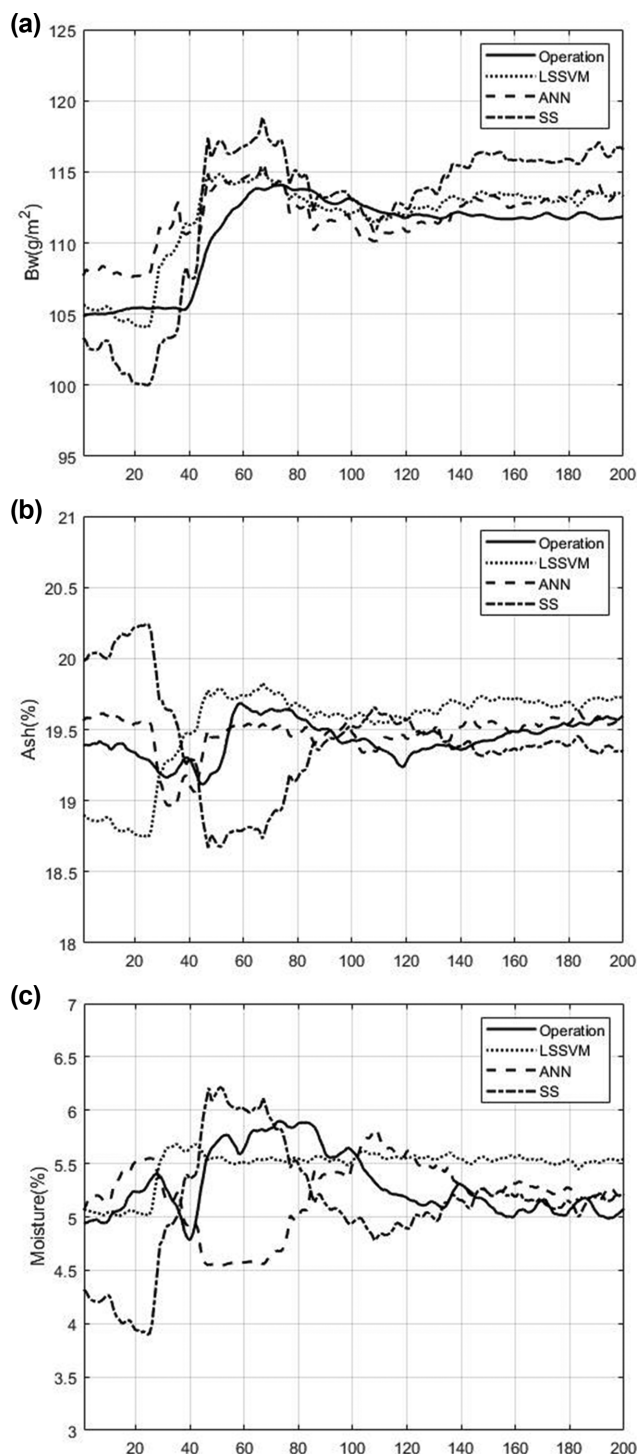 (a)
125
120
115
110
105
100
95
Bw(g/m²)
Operation
LSSVM
ANN
SS
20 40 60 80 100 120 140 160 180 200
(b)
21
20.5
20
19.5
19
18.5
18
Ash(%)
Operation
LSSVM
ANN
SS
20 40 60 80 100 120 140 160 180 200
(c)
7
6.5
6
5.5
5
4.5
4
3.5
3
Moisture(%)
Operation
LSSVM
ANN
SS
20 40 60 80 100 120 140 160 180 200